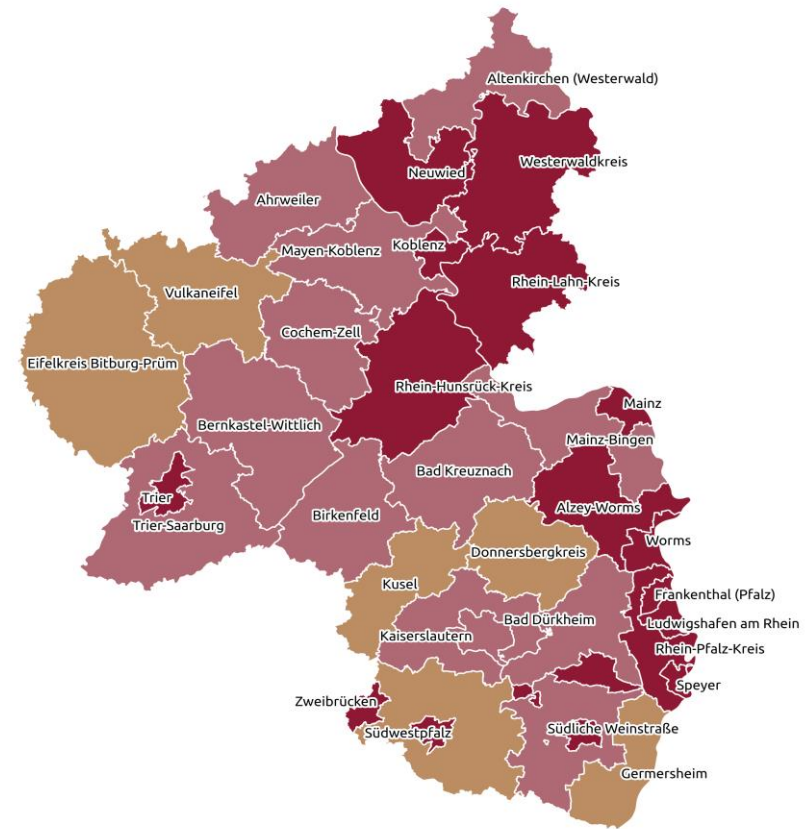 Altenkirchen (Westerwald)
Westerwaldkreis
Neuwied
Ahrweiler
Koblenz
Mayen-Koblenz
Rhein-Lahn-Kreis
Vulkaneifel
Cochem-Zell
Eifelkreis Bitburg-Prüm
Rhein-Hunsrück-Kreis
Mainz
Bernkastel-Wittlich
Mainz-Bingen
Bad Kreuznach
Trier
Alzey-Worms
Birkenfeld
Trier-Saarburg
Worms
Donnersbergkreis
Kusel
Frankenthal (Pfalz)
Bad Dürkheim
Ludwigshafen am Rhein
Kaiserslautern
Rhein-Pfalz-Kreis
Speyer
Zweibrücken
Südliche Weinstraße
Südwestpfalz
Germersheim